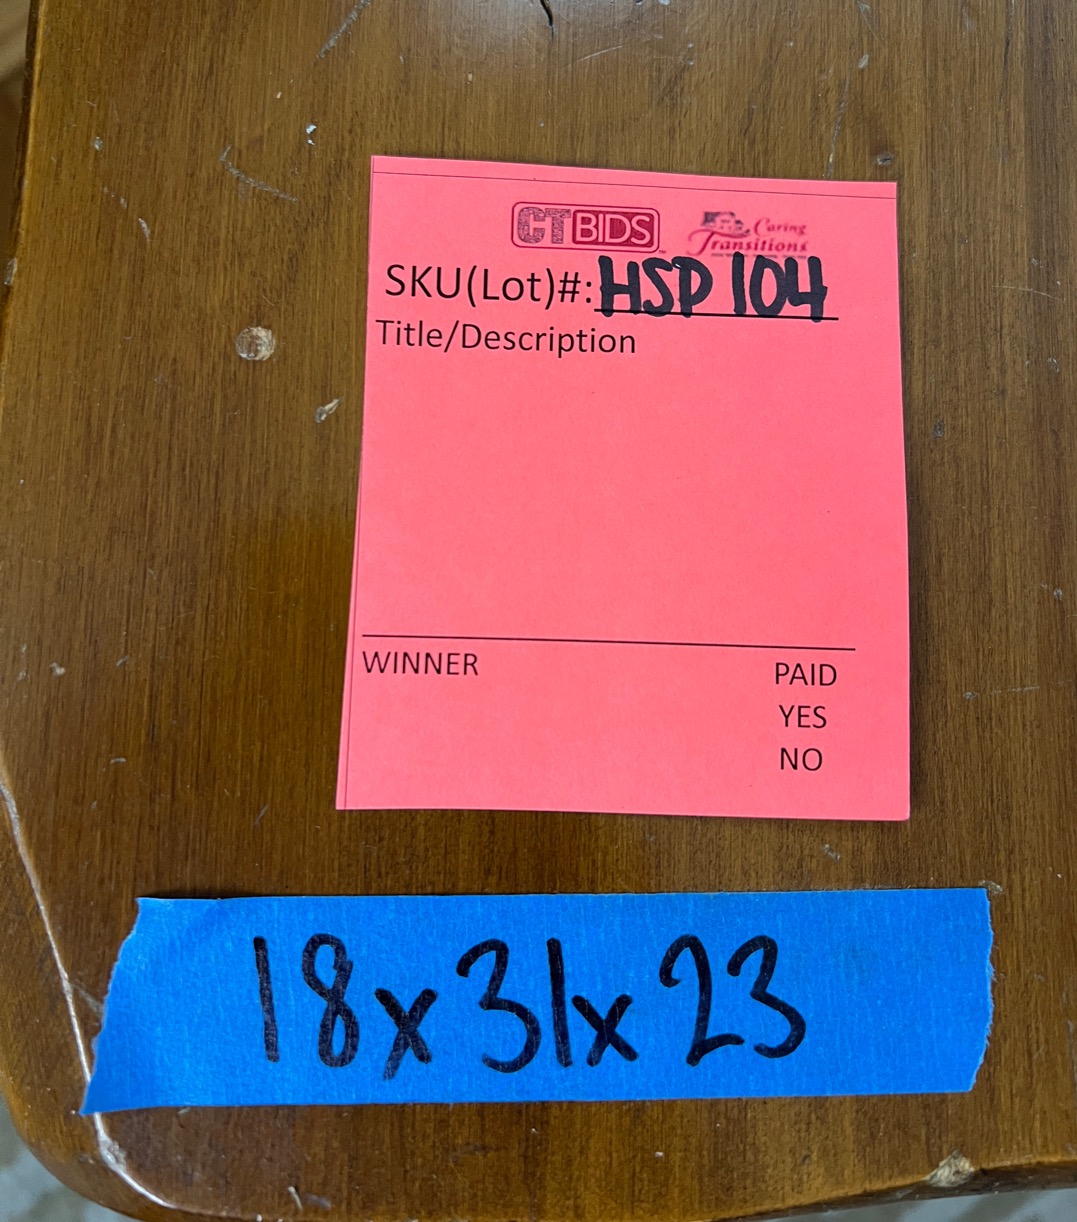 CTBIDS
Caring
Transitions
SKU(Lot)#: HSP 104
Title/Description
WINNER
PAID
YES
NO
18x31x23